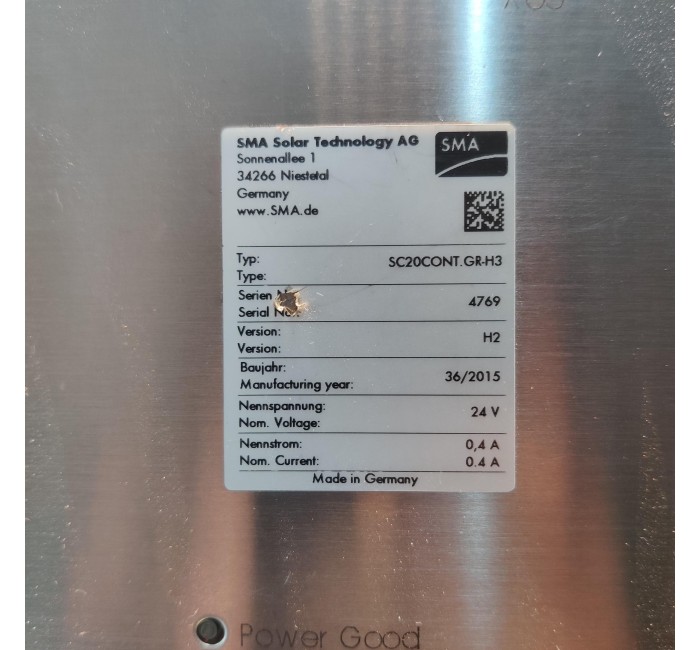 SMA Solar Technology AG
SMA
Sonnenallee 1
34266 Niestetal
Germany
www.SMA.de
Typ:
Type:
SC20CONT.GR-H3
Serien
Serial
4769
Version:
Version:
H2
Baujahr:
Manufacturing year:
36/2015
Nennspannung:
Nom. Voltage:
24 V
Nennstrom:
0,4 A
Nom. Current:
0.4 A
Made in Germany
Power Good